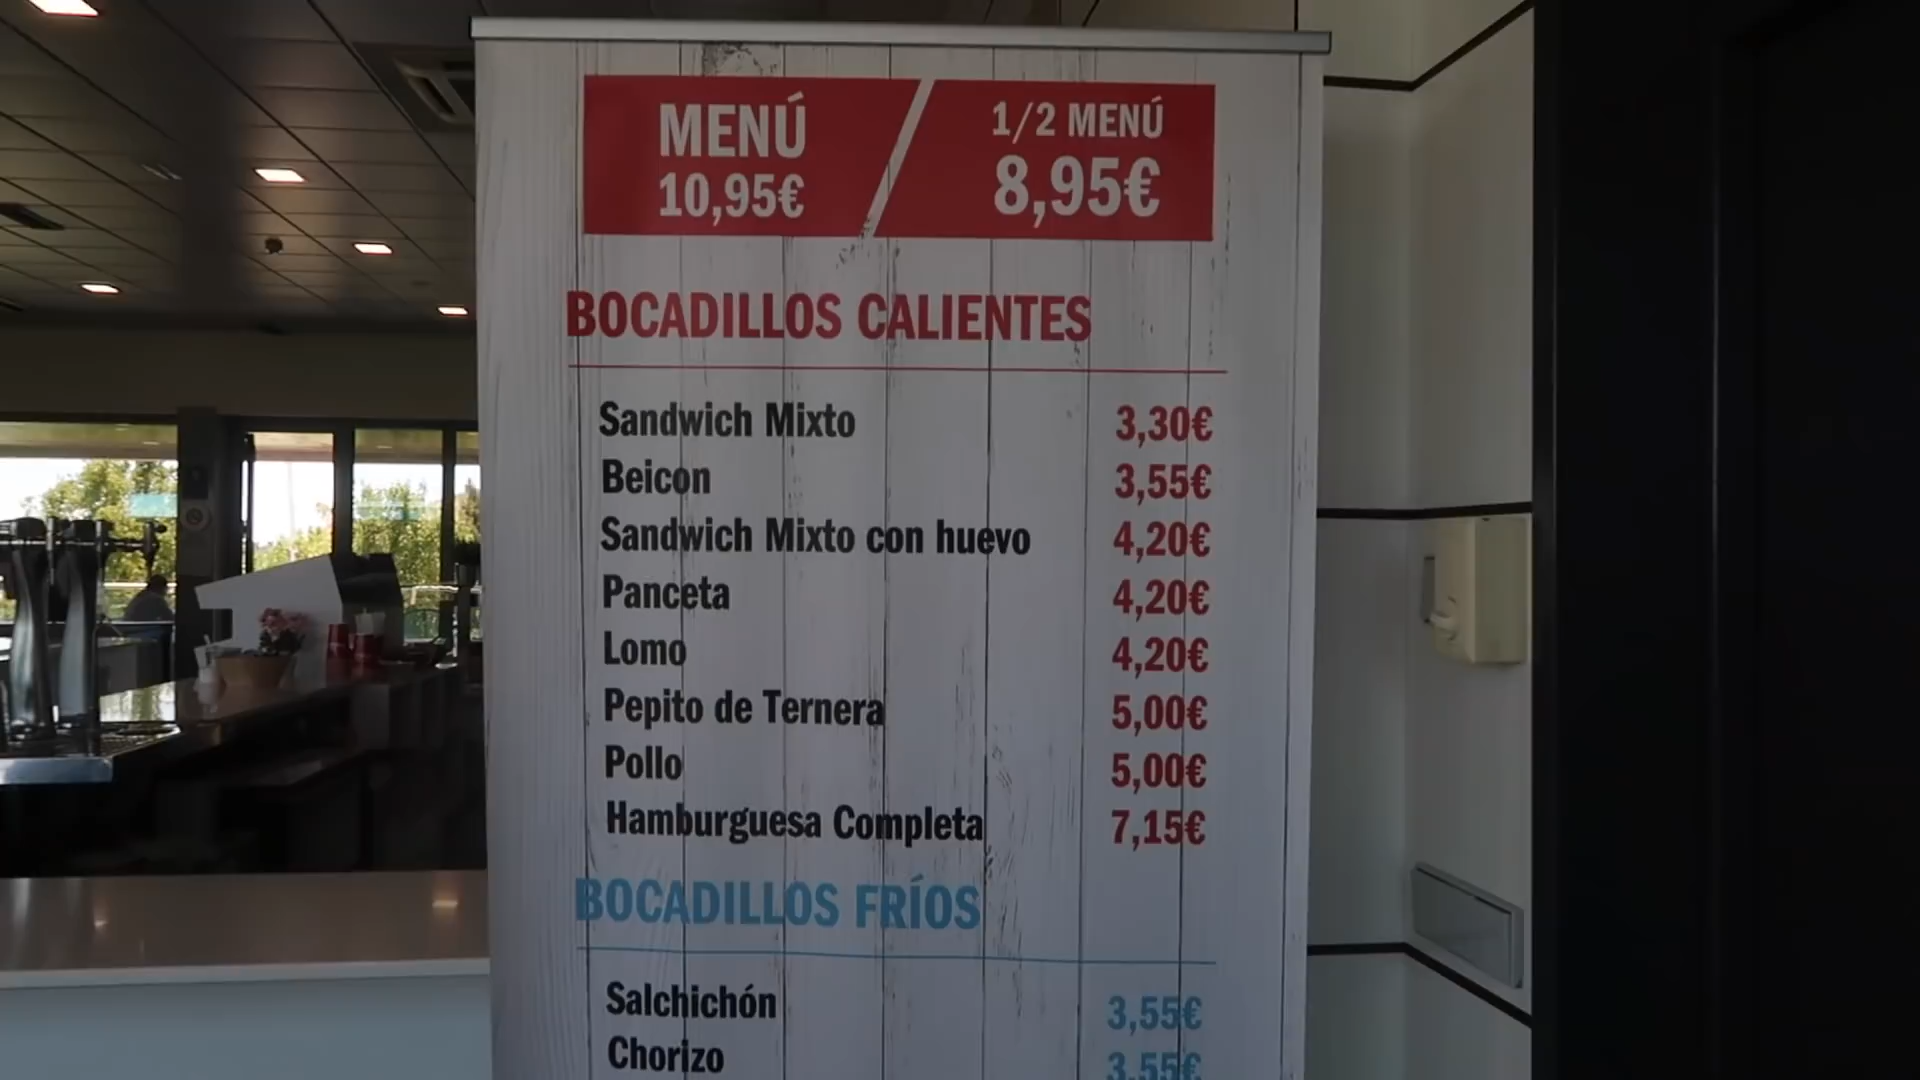 MENÚ
10,95€
1/2 MENÚ
8,95€
BOCADILLOS CALIENTES
Sandwich Mixto 3,30€
Beicon 3,55€
Sandwich Mixto con huevo 4,20€
Panceta 4,20€
Lomo 4,20€
Pepito de Ternera 5,00€
Pollo 5,00€
Hamburguesa Completa 7,15€
BOCADILLOS FRÍOS
Salchichón 3,55€
Chorizo 3,55€